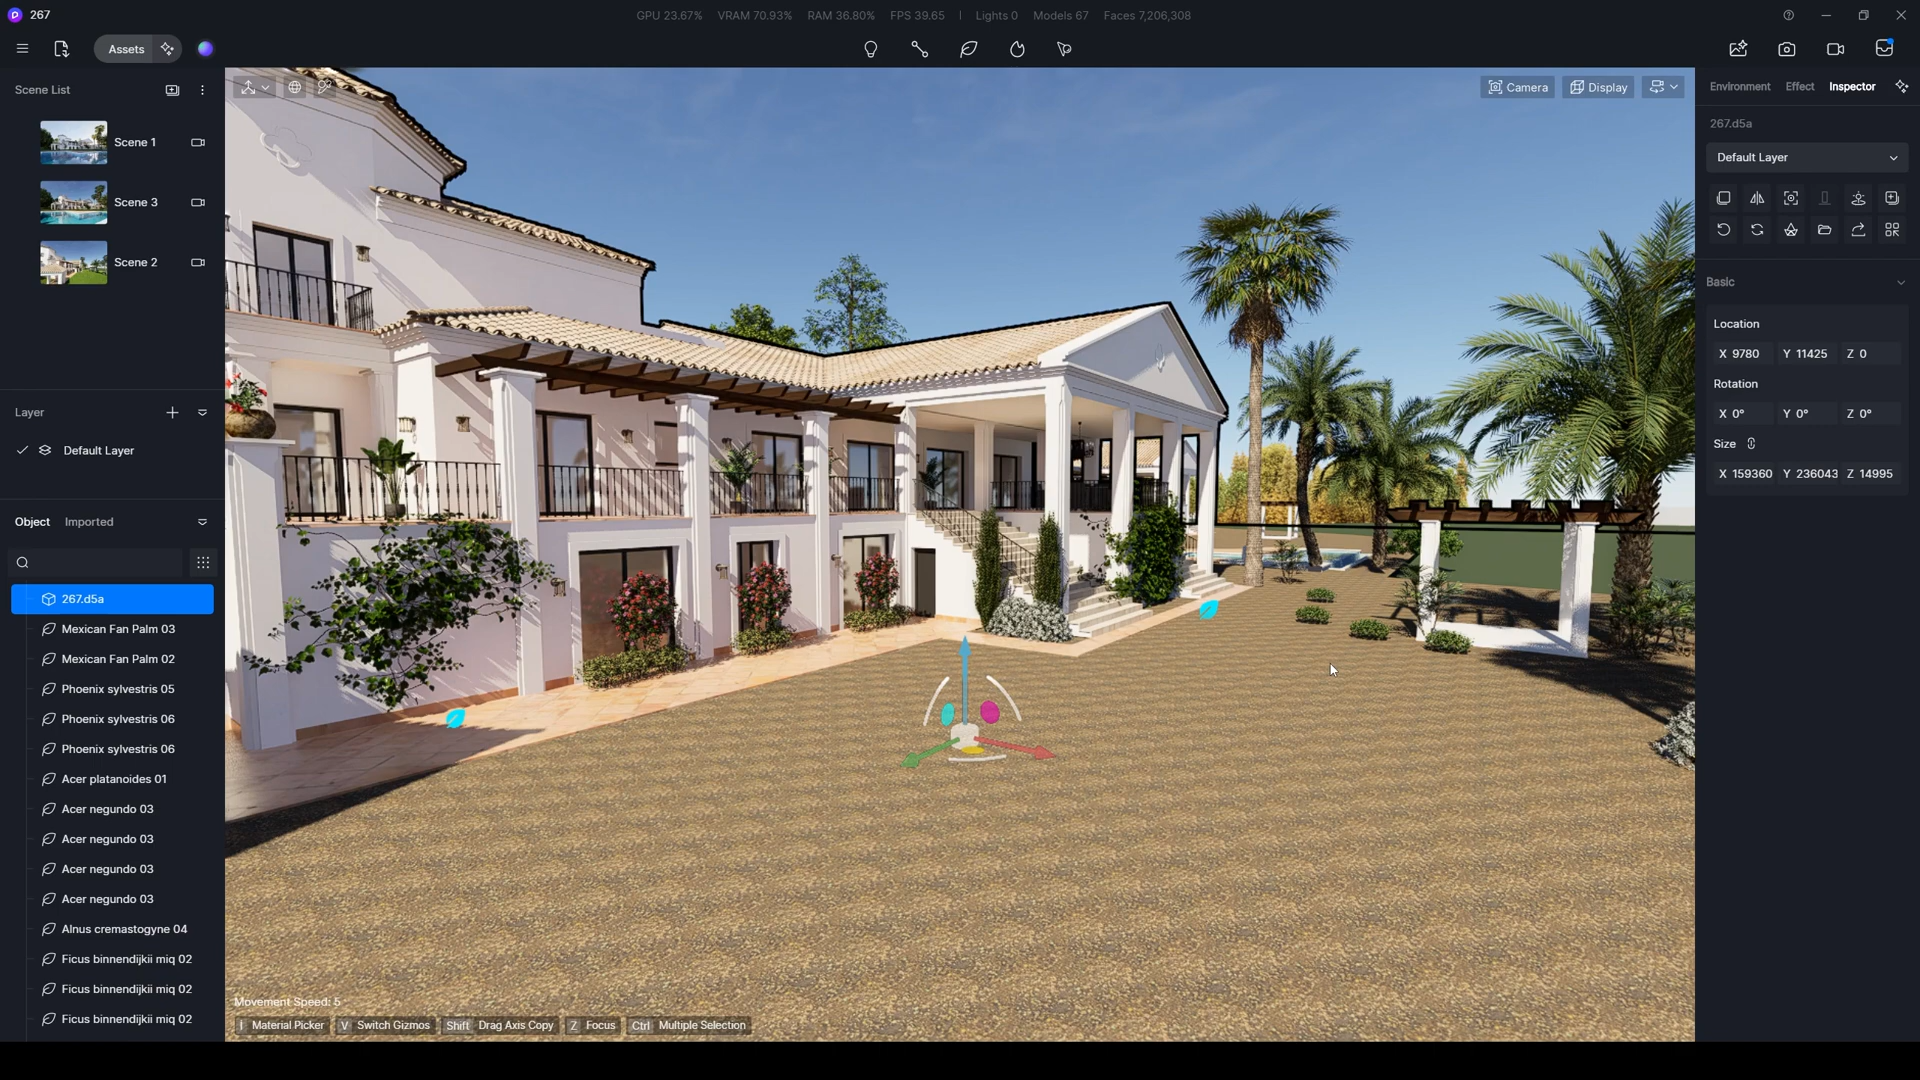 267
GPU 23.67% VRAM 70.93% RAM 36.80% FPS 39.65 | Lights 0 Models 67 Faces 7,206,308
Assets
Scene List
Scene 1
Scene 3
Scene 2
Layer
Default Layer
Object Imported
267.d5a
Mexican Fan Palm 03
Mexican Fan Palm 02
Phoenix sylvestris 05
Phoenix sylvestris 06
Phoenix sylvestris 06
Acer platanoides 01
Acer negundo 03
Acer negundo 03
Acer negundo 03
Acer negundo 03
Alnus cremastogyne 04
Ficus binnendijkii miq 02
Ficus binnendijkii miq 02
Ficus binnendijkii miq 02
Camera Display
Movement Speed: 5
I Material Picker V Switch Gizmos Shift Drag Axis Copy Z Focus Ctrl Multiple Selection
Environment Effect Inspector
267.d5a
Default Layer
Basic
Location
X 9780 Y 11425 Z 0
Rotation
X 0° Y 0° Z 0°
Size
X 159360 Y 236043 Z 14995